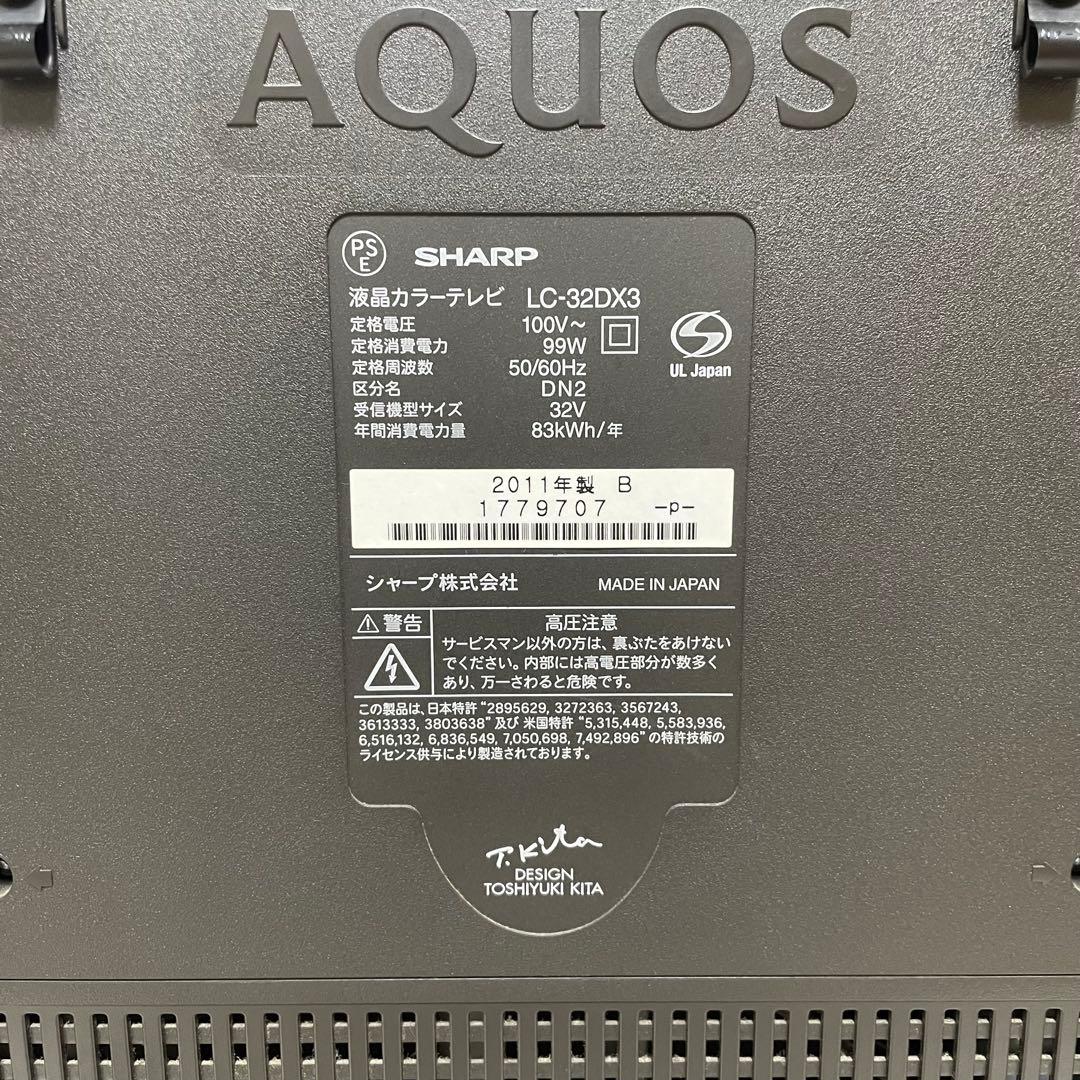 AQUOS
PSE SHARP
液晶カラーテレビ LC-32DX3
定格電圧 100V～
定格消費電力 99W
定格周波数 50/60Hz
区分名 DN2
受信機型サイズ 32V
年間消費電力量 83kWh/年
UL Japan
2011年製 B
1779707 -p-
シャープ株式会社 MADE IN JAPAN
⚠警告 高圧注意
サービスマン以外の方は、裏ぶたをあけない
でください。内部には高電圧部分が数多く
あり、万一さわると危険です。
この製品は、日本特許 “2895629, 3272363, 3567243,
3613333, 3803638” 及び 米国特許 “5,315,448, 5,583,936,
6,516,132, 6,836,549, 7,050,698, 7,492,896” の特許技術の
ライセンス供与により製造されております。
T.Kita
DESIGN
TOSHIYUKI KITA